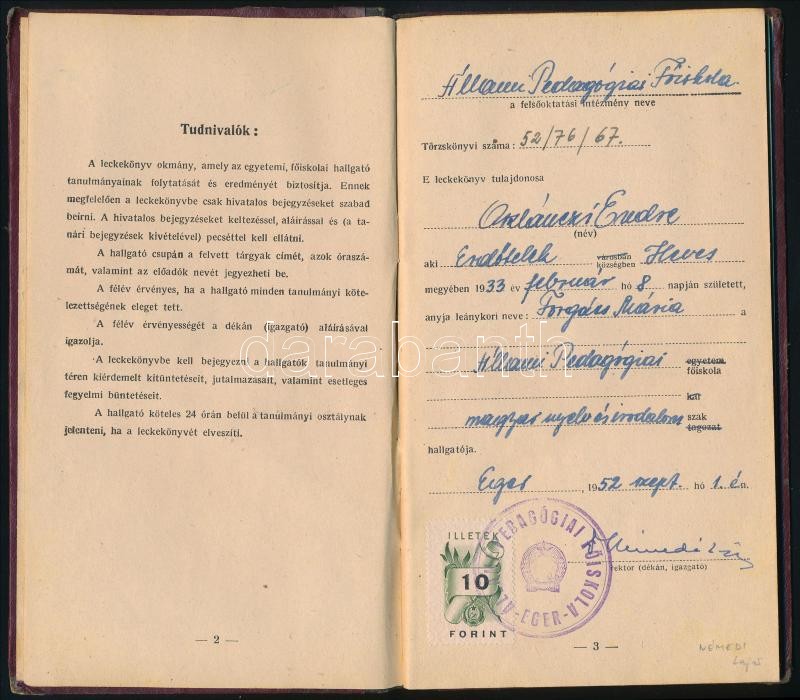 Tudnivalók :
A leckekönyv okmány, amely az egyetemi, főiskolai hallgató
tanulmányainak folytatását és eredményét biztosítja. Ennek
megfelelően a leckekönyvbe csak hivatalos bejegyzéseket szabad
beírni. A hivatalos bejegyzéseket keltezéssel, aláírással és (a ta-
nári bejegyzések kivételével) pecséttel kell ellátni.
A hallgató csupán a felvett tárgyak címét, azok óraszá-
mát, valamint az előadók nevét jegyezheti be.
A félév érvényes, ha a hallgató minden tanulmányi köte-
lezettségének eleget tett.
A félév érvényességét a dékán (igazgató) aláírásával
igazolja.
A leckekönyvbe kell bejegyezni a hallgatók tanulmányi
téren kiérdemelt kitüntetéseit, jutalmazásait, valamint esetleges
fegyelmi büntetéseit.
A hallgató köteles 24 órán belül a tanulmányi osztálynak
jelenteni, ha a leckekönyvét elveszíti.
— 2 —
Állami Pedagógiai Főiskola
a felsőoktatási intézmény neve
Törzskönyvi száma : 52/76/67.
E leckekönyv tulajdonosa
Oslánczi Endre
(név)
aki Erdőtelek városban községben Heves
megyében 1933 év február hó 8 napján született,
anyja leánykori neve : Forgács Mária a
Állami Pedagógiai egyetem
főiskola
kar
magyar nyelv és irodalom szak
tagozat
hallgatója.
Eger, 1952 szept. hó 1. én.
ILLETÉK
10
FORINT
PEDAGÓGIAI FŐISKOLA
EGER
rektor (dékán, igazgató)
— 3 —
NÉMEDI
Lajos
darabanth